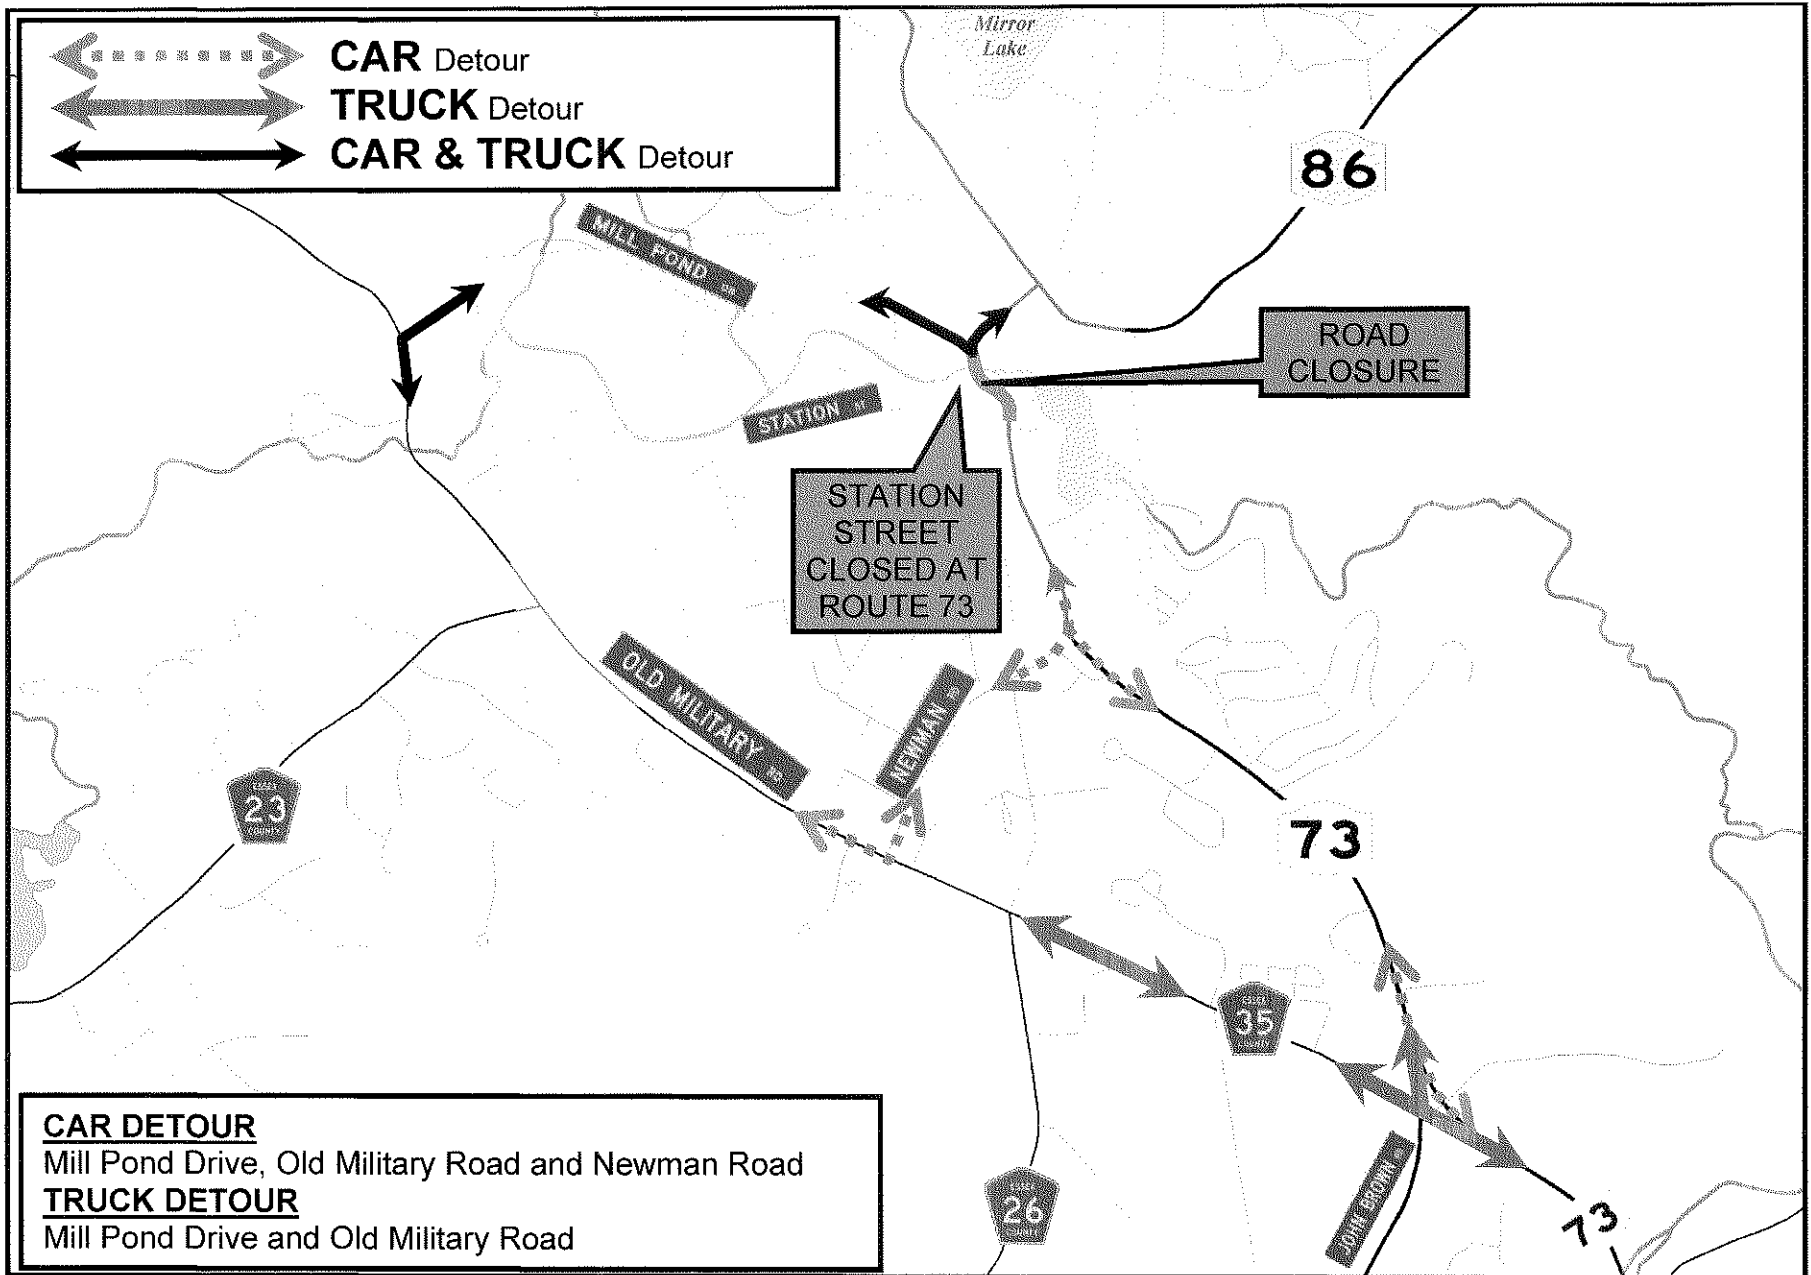 CAR Detour
TRUCK Detour
CAR & TRUCK Detour
Mirror
Lake
86
MILL POND DR
ROAD
CLOSURE
STATION ST
STATION
STREET
CLOSED AT
ROUTE 73
OLD MILITARY RD
NEWMAN RD
23
COUNTY
73
35
CAR DETOUR
Mill Pond Drive, Old Military Road and Newman Road
TRUCK DETOUR
Mill Pond Drive and Old Military Road
26
JOHN BROWN
73